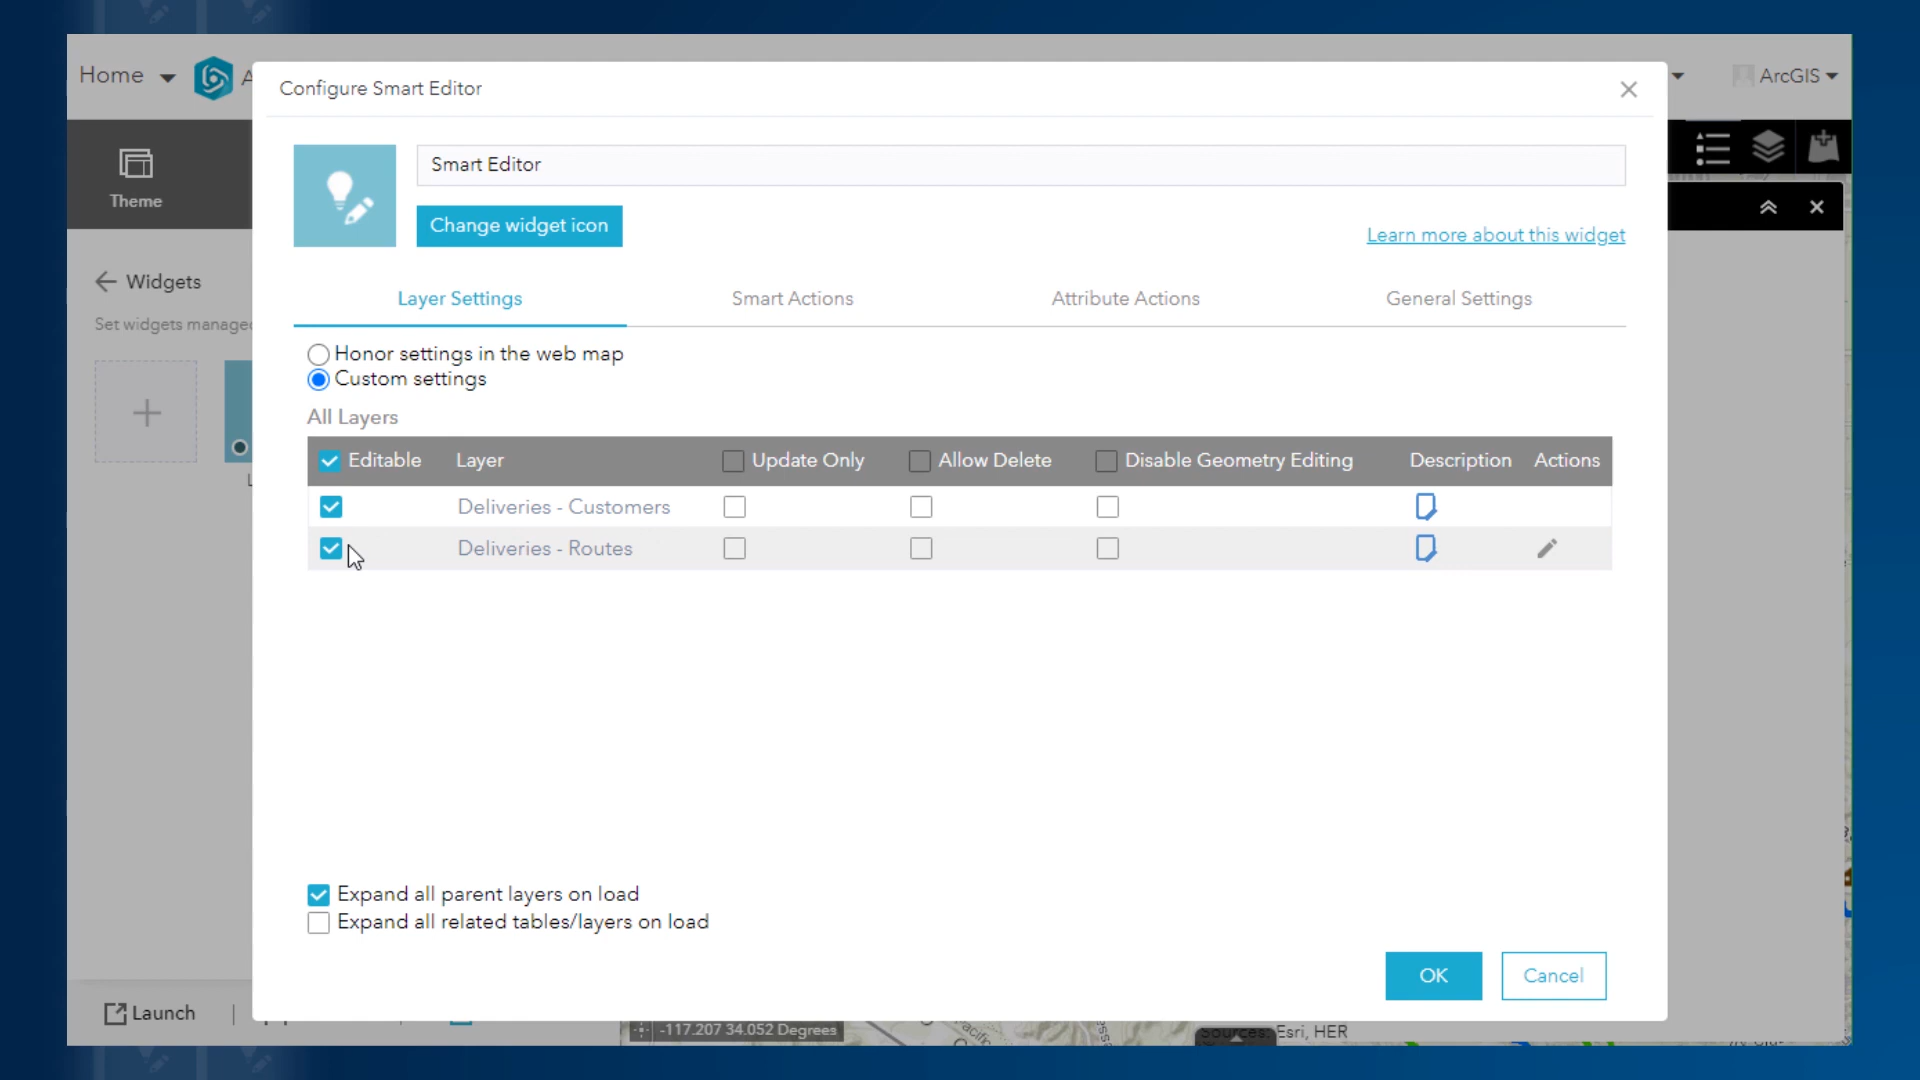 Home
A
Configure Smart Editor
ArcGIS
Smart Editor
Theme
Change widget icon
Learn more about this widget
Widgets
Layer Settings
Smart Actions
Attribute Actions
General Settings
Set widgets managed
Honor settings in the web map
Custom settings
All Layers
Editable Layer Update Only Allow Delete Disable Geometry Editing Description Actions
Deliveries - Customers
Deliveries - Routes
Expand all parent layers on load
Expand all related tables/layers on load
OK
Cancel
Launch
-117.207 34.052 Degrees
Sources: Esri, HER